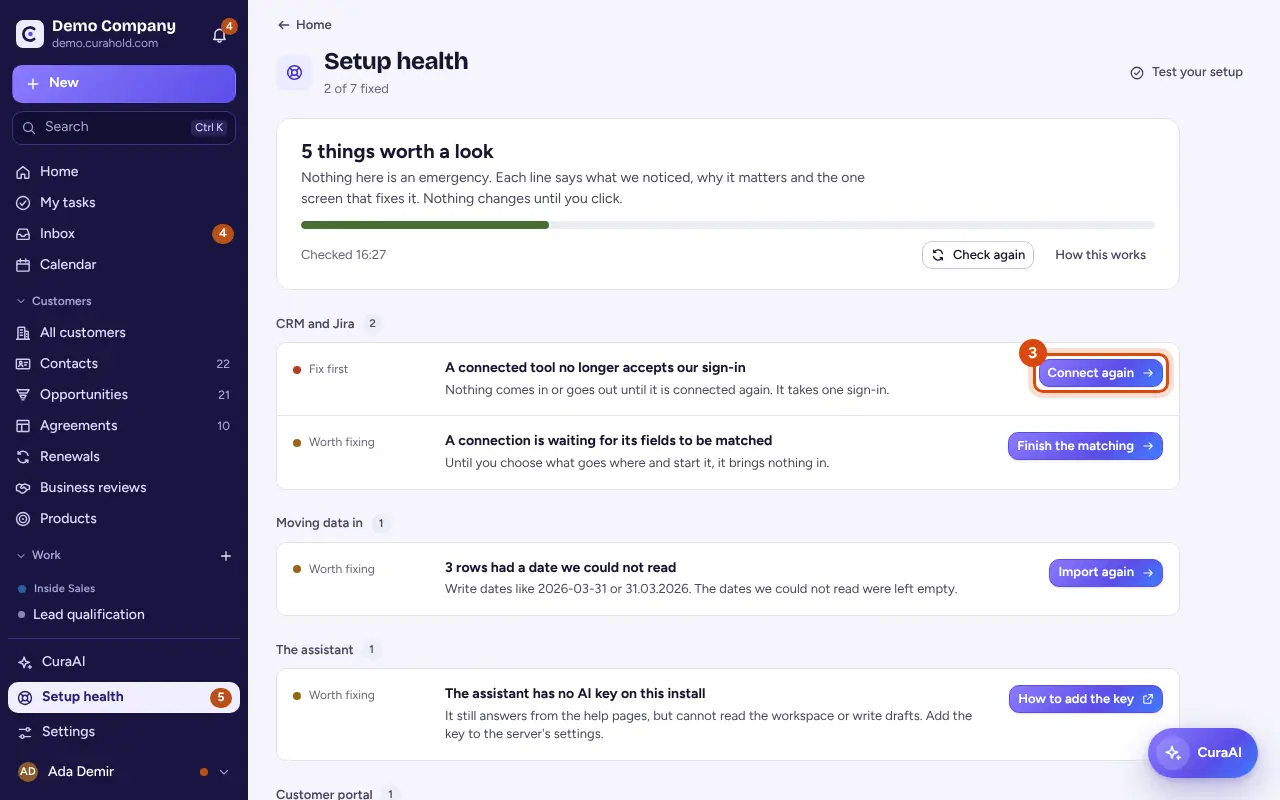 Demo Company
demo.curahold.com
4
New
Search
Ctrl K
Home
My tasks
Inbox
4
Calendar
Customers
All customers
Contacts
22
Opportunities
21
Agreements
10
Renewals
Business reviews
Products
Work
Inside Sales
Lead qualification
CuraAI
Setup health
5
Settings
AD
Ada Demir
Home
Setup health
2 of 7 fixed
Test your setup
5 things worth a look
Nothing here is an emergency. Each line says what we noticed, why it matters and the one
screen that fixes it. Nothing changes until you click.
Checked 16:27
Check again
How this works
CRM and Jira
2
Fix first
A connected tool no longer accepts our sign-in
Nothing comes in or goes out until it is connected again. It takes one sign-in.
3
Connect again
Worth fixing
A connection is waiting for its fields to be matched
Until you choose what goes where and start it, it brings nothing in.
Finish the matching
Moving data in
1
Worth fixing
3 rows had a date we could not read
Write dates like 2026-03-31 or 31.03.2026. The dates we could not read were left empty.
Import again
The assistant
1
Worth fixing
The assistant has no AI key on this install
It still answers from the help pages, but cannot read the workspace or write drafts. Add the
key to the server's settings.
How to add the key
CuraAI
Customer portal
1